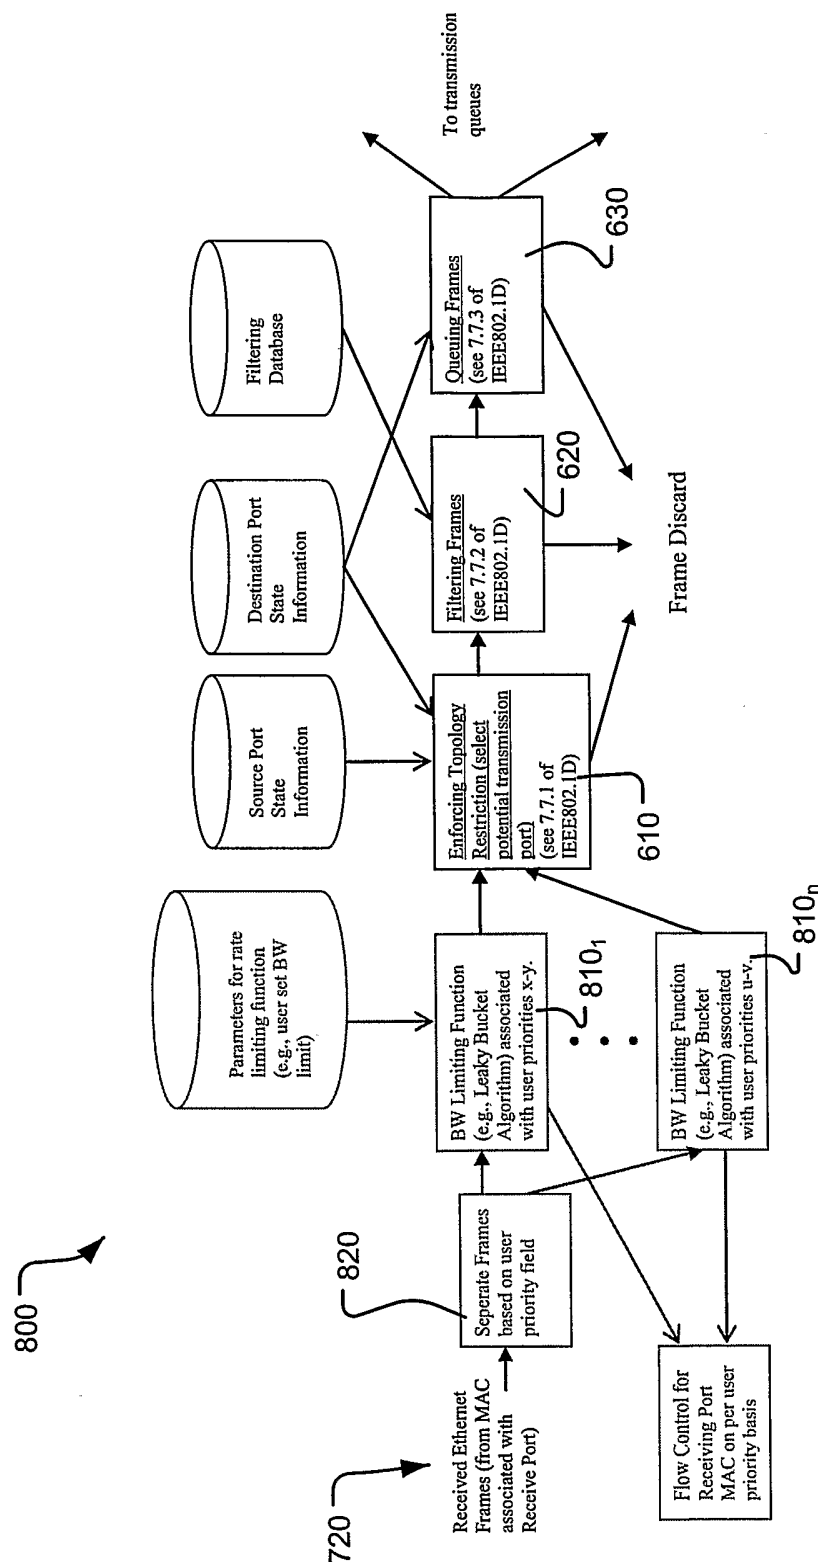 800
720
Received Ethernet
Frames (from MAC
associated with
Receive Port)
820
Seperate Frames
based on user
priority field
Flow Control for
Receiving Port
MAC on per user
priority basis
Parameters for rate
limiting function
(e.g., user set BW
limit)
BW Limiting Function
(e.g., Leaky Bucket
Algorithm) associated
with user priorities x-y.
810₁
BW Limiting Function
(e.g., Leaky Bucket
Algorithm) associated
with user priorities u-v.
810ₙ
Source Port
State
Information
Enforcing Topology
Restriction (select
potential transmission
port)
(see 7.7.1 of
IEEE802.1D)
610
Destination Port
State
Information
Filtering Frames
(see 7.7.2 of
IEEE802.1D)
620
Filtering
Database
Queuing Frames
(see 7.7.3 of
IEEE802.1D)
630
Frame Discard
To transmission
queues